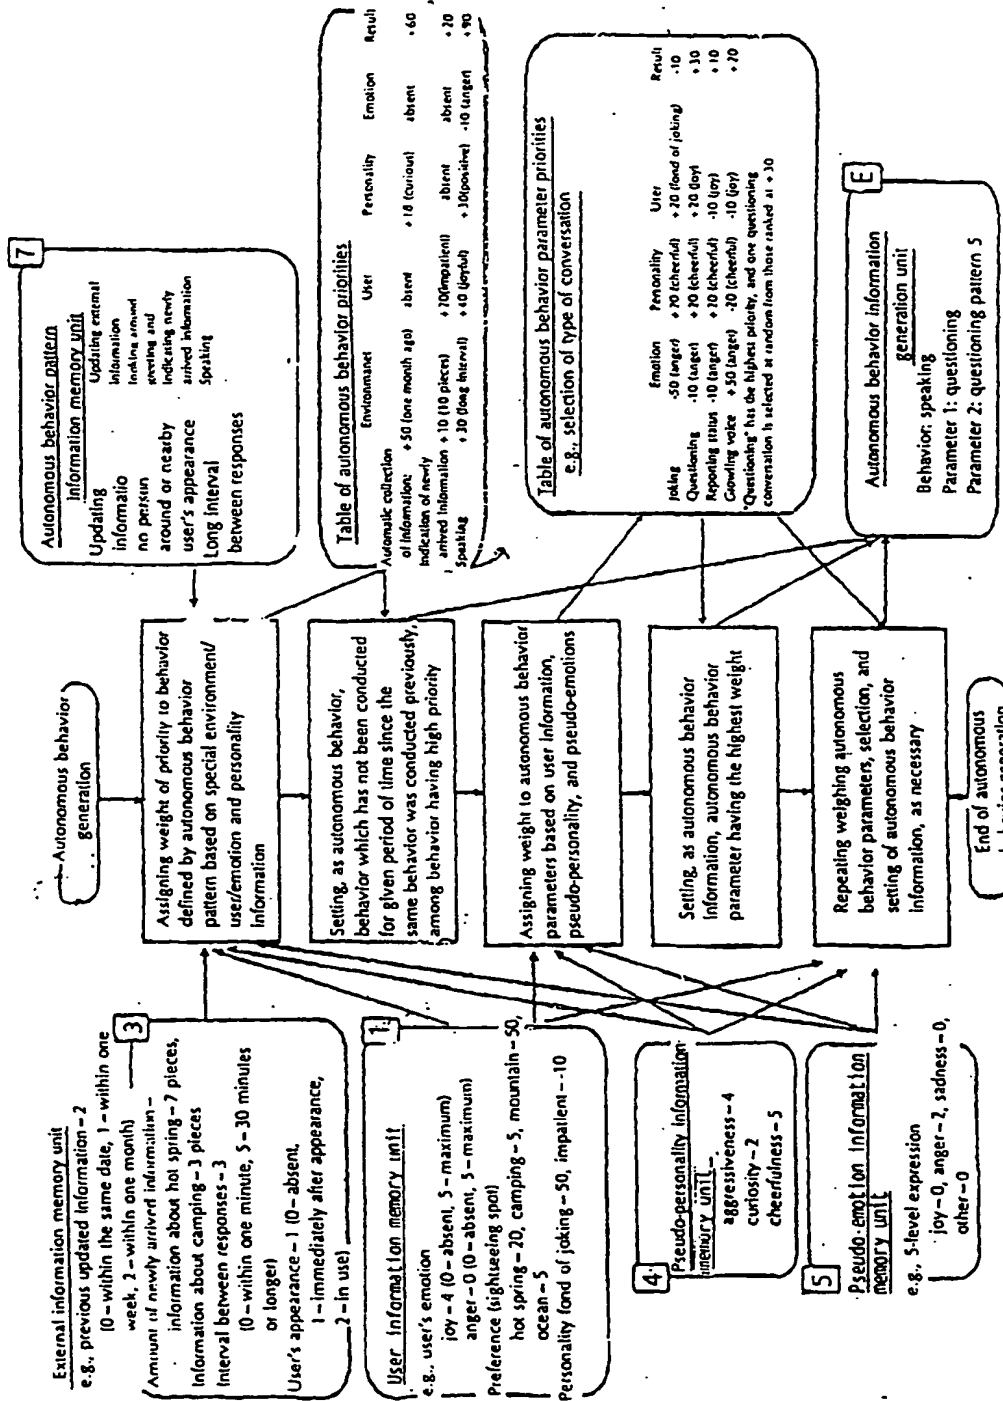 External information memory unit
e.g., previous updated information – 2
(0 – within the same date, 1 – within one
week, 2 – within one month)
3
Amount of newly arrived information –
information about hot spring – 7 pieces,
Information about camping – 3 pieces
Interval between responses – 3
(0 – within one minute, 5 – 30 minutes
or longer)
User's appearance – 1 (0 – absent,
1 – immediately after appearance,
2 – in use)
1
User information memory unit
e.g., user's emotion
joy – 4 (0 – absent, 5 – maximum)
anger – 0 (0 – absent, 5 – maximum)
Preference (sightseeing spot)
hot spring – 20, camping – 5, mountain – 50,
ocean – 5
Personality (fond of joking – 50, impatient – -10
4
Pseudo-personality information
memory unit –
aggressiveness – 4
curiosity – 2
cheerfulness – 5
5
Pseudo-emotion information
memory unit
e.g., 5-level expression
joy – 0, anger – 2, sadness – 0,
other – 0
Autonomous behavior
generation
Assigning weight of priority to behavior
defined by autonomous behavior
pattern based on special environment/
user/emotion and personality
Information
Setting, as autonomous behavior,
behavior which has not been conducted
for given period of time since the
same behavior was conducted previously,
among behavior having high priority
Assigning weight to autonomous behavior
parameters based on user information,
pseudo-personality, and pseudo-emotions
Setting, as autonomous behavior
Information, autonomous behavior
parameter having the highest weight
Repeating weighing autonomous
behavior parameters, selection, and
setting of autonomous behavior
information, as necessary
End of autonomous
7
Autonomous behavior pattern
Information memory unit
Updating Updating external
informatio Information
no person looking around
around or nearby greeting and
user's appearance Indicating newly
arrived information
Long interval Speaking
between responses
Table of autonomous behavior priorities
Environmanet User Personality Emotion Result
Automatic collection
of Information: + 50 (one month ago) absent + 18 (curious) absent +60
Indication of newly
arrived Information + 10 (10 pieces) + 20(impatient) absent absent +20
Speaking + 30 (long Interval) + 40 (joyful) + 30(positive) -10 (anger) +90
Table of autonomous behavior parameter priorities
e.g., selection of type of conversation
Emotion Personality User Result
Joking -50 (anger) + 20 (cheerful) + 20 (fond of joking) -10
Questioning -10 (anger) + 20 (cheerful) + 20 (joy) +30
Reporting status -10 (anger) + 20 (cheerful) -10 (joy) +10
Growling voice + 50 (anger) -20 (cheerful) -10 (joy) +20
"Questioning" has the highest priority, and one questioning
conversation is selected at random from those ranked at + 30
E
Autonomous behavior information
generation unit
Behavior: speaking
Parameter 1: questioning
Parameter 2: questioning pattern 5